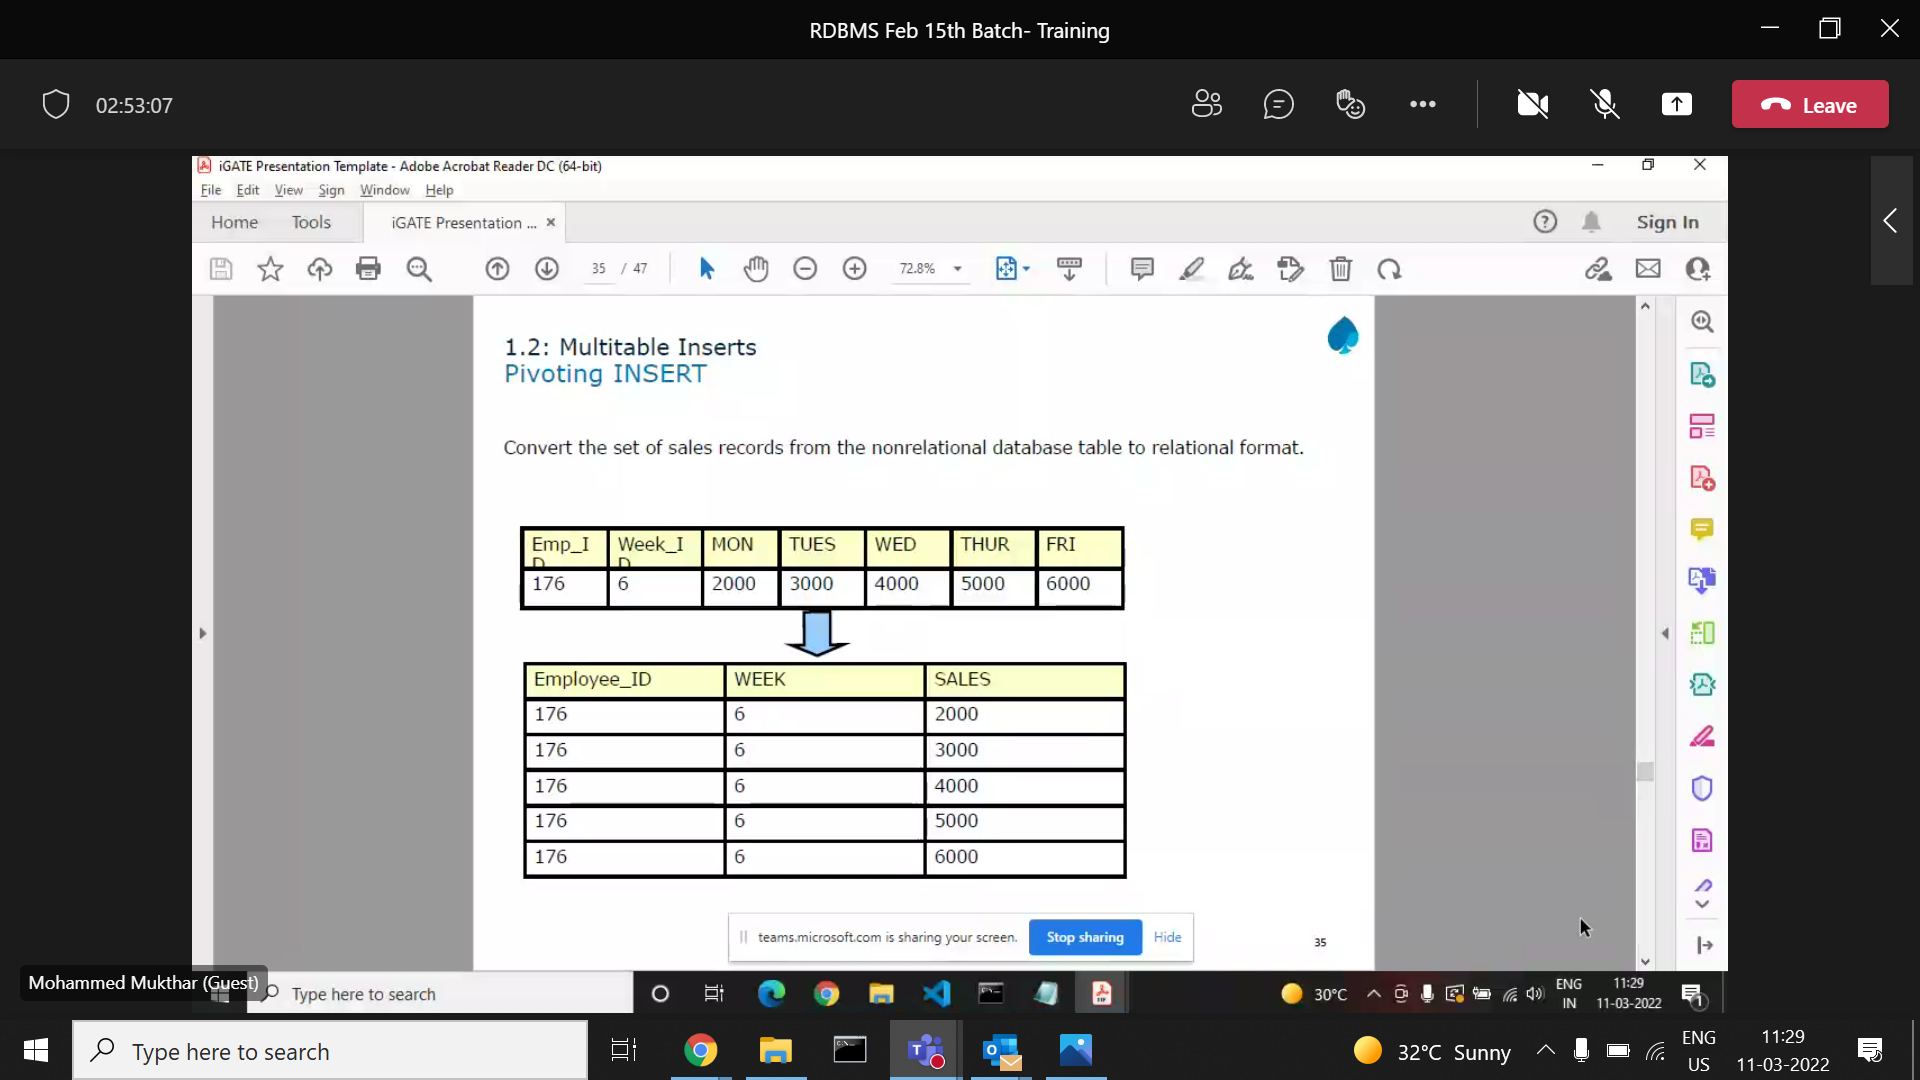 RDBMS Feb 15th Batch- Training
02:53:07
Leave
iGATE Presentation Template - Adobe Acrobat Reader DC (64-bit)
File Edit View Sign Window Help
Home Tools iGATE Presentation ... × Sign In
35 / 47 72.8%
1.2: Multitable Inserts
Pivoting INSERT
Convert the set of sales records from the nonrelational database table to relational format.
Emp_ID Week_ID MON TUES WED THUR FRI
176 6 2000 3000 4000 5000 6000
Employee_ID WEEK SALES
176 6 2000
176 6 3000
176 6 4000
176 6 5000
176 6 6000
teams.microsoft.com is sharing your screen. Stop sharing Hide
35
Mohammed Mukthar (Guest)
Type here to search 30°C ENG IN 11:29 11-03-2022 1
Type here to search 32°C Sunny ENG US 11:29 11-03-2022